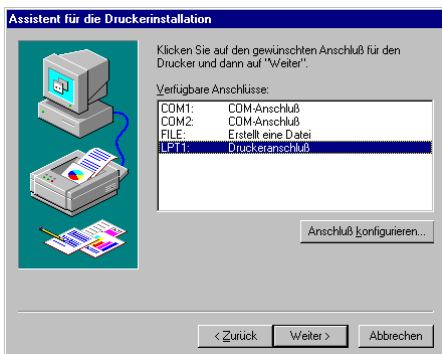 Assistent für die Druckerinstallation
Klicken Sie auf den gewünschten Anschluß für den
Drucker und dann auf "Weiter".
Verfügbare Anschlüsse:
COM1: COM-Anschluß
COM2: COM-Anschluß
FILE: Erstellt eine Datei
LPT1: Druckeranschluß
Anschluß konfigurieren...
< Zurück Weiter > Abbrechen